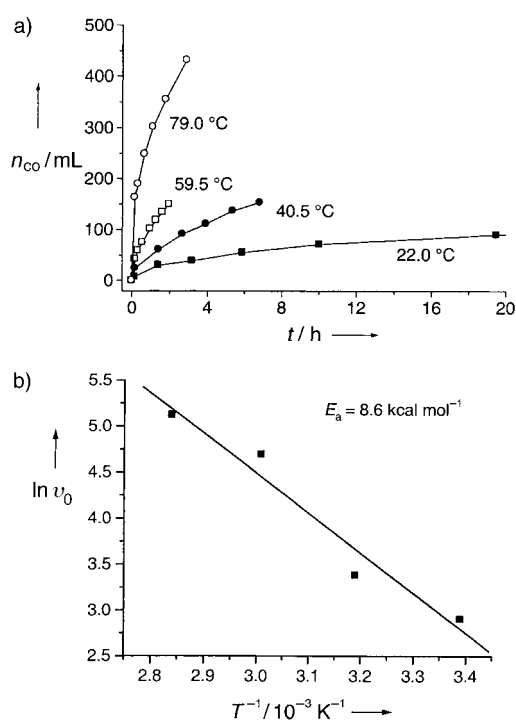 a)
500
400
300
200
100
0
n_CO / mL
79.0 °C
59.5 °C
40.5 °C
22.0 °C
0 4 8 12 16 20
t / h
b)
5.5
5.0
4.5
4.0
3.5
3.0
2.5
ln υ₀
Eₐ = 8.6 kcal mol⁻¹
2.8 2.9 3.0 3.1 3.2 3.3 3.4
T⁻¹ / 10⁻³ K⁻¹